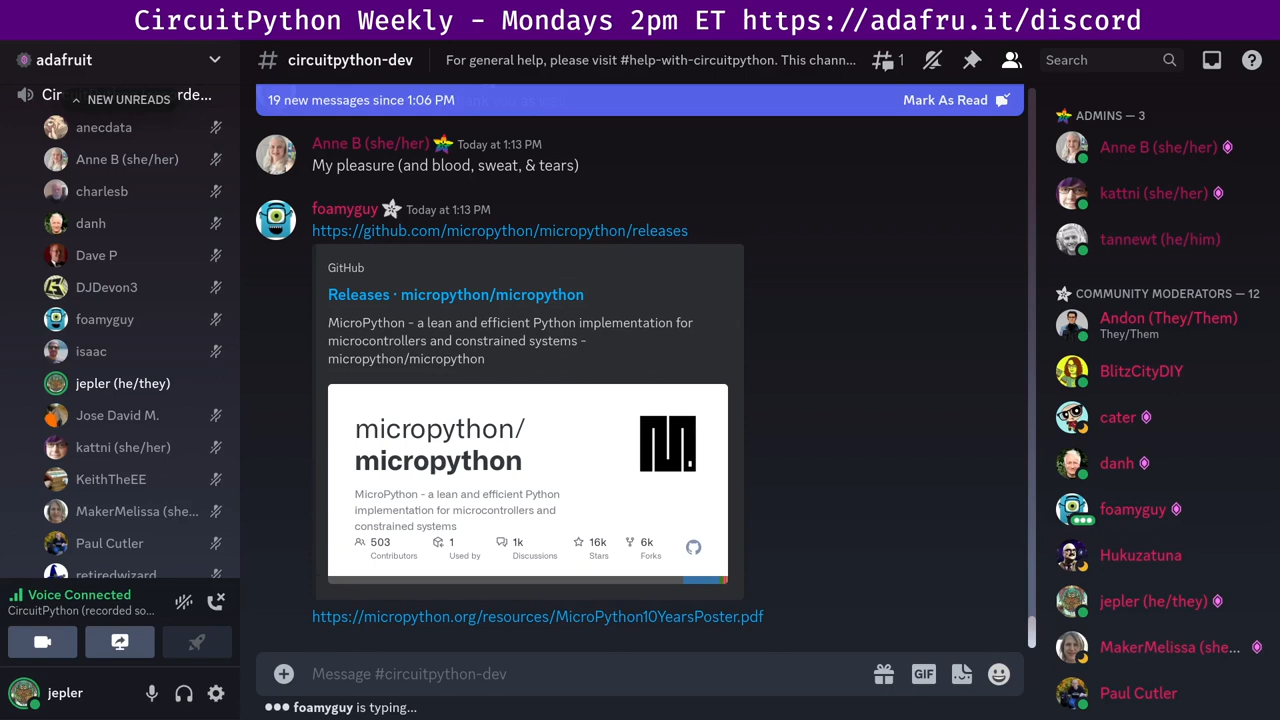 CircuitPython Weekly - Mondays 2pm ET https://adafru.it/discord
adafruit
NEW UNREADS
anecdata
Anne B (she/her)
charlesb
danh
Dave P
DJDevon3
foamyguy
isaac
jepler (he/they)
Jose David M.
kattni (she/her)
KeithTheEE
MakerMelissa (she...
Paul Cutler
retiredwizard
Voice Connected
CircuitPython (recorded so...
jepler
# circuitpython-dev
For general help, please visit #help-with-circuitpython. This chann...
1
Search
19 new messages since 1:06 PM
Mark As Read
Anne B (she/her) Today at 1:13 PM
My pleasure (and blood, sweat, & tears)
foamyguy Today at 1:13 PM
https://github.com/micropython/micropython/releases
GitHub
Releases · micropython/micropython
MicroPython - a lean and efficient Python implementation for
microcontrollers and constrained systems -
micropython/micropython
micropython/
micropython
MicroPython - a lean and efficient Python
implementation for microcontrollers and
constrained systems
503 1 1k 16k 6k
Contributors Used by Discussions Stars Forks
https://micropython.org/resources/MicroPython10YearsPoster.pdf
Message #circuitpython-dev
GIF
foamyguy is typing...
ADMINS — 3
Anne B (she/her)
kattni (she/her)
tannewt (he/him)
COMMUNITY MODERATORS — 12
Andon (They/Them)
They/Them
BlitzCityDIY
cater
danh
foamyguy
Hukuzatuna
jepler (he/they)
MakerMelissa (she...
Paul Cutler